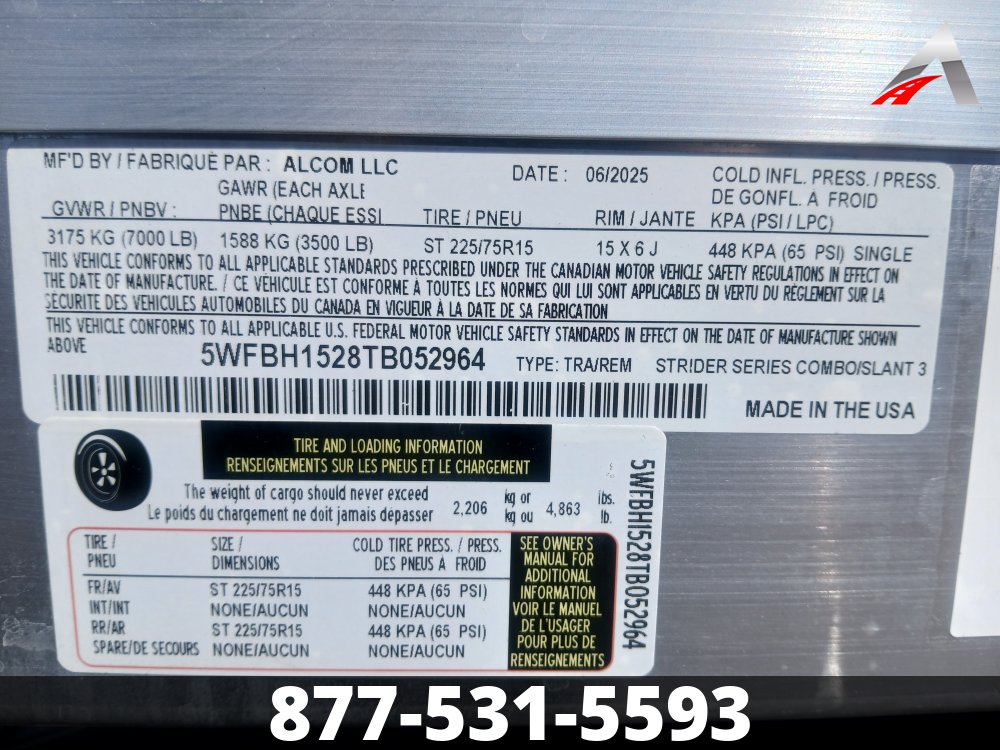 MF'D BY / FABRIQUÉ PAR : ALCOM LLC DATE : 06/2025 COLD INFL. PRESS. / PRESS.
GAWR (EACH AXLE DE GONFL. À FROID
GVWR / PNBV : PNBE (CHAQUE ESSI TIRE / PNEU RIM / JANTE KPA (PSI / LPC)
3175 KG (7000 LB) 1588 KG (3500 LB) ST 225/75R15 15 X 6 J 448 KPA (65 PSI) SINGLE
THIS VEHICLE CONFORMS TO ALL APPLICABLE STANDARDS PRESCRIBED UNDER THE CANADIAN MOTOR VEHICLE SAFETY REGULATIONS IN EFFECT ON
THE DATE OF MANUFACTURE. / CE VÉHICULE EST CONFORME À TOUTES LES NORMES QUI LUI SONT APPLICABLES EN VERTU DU RÈGLEMENT SUR LA
SÉCURITÉ DES VÉHICULES AUTOMOBILES DU CANADA EN VIGUEUR À LA DATE DE SA FABRICATION
THIS VEHICLE CONFORMS TO ALL APPLICABLE U.S. FEDERAL MOTOR VEHICLE SAFETY STANDARDS IN EFFECT ON THE DATE OF MANUFACTURE SHOWN
ABOVE 5WFBH1528TB052964 TYPE: TRA/REM STRIDER SERIES COMBO/SLANT 3
MADE IN THE USA
TIRE AND LOADING INFORMATION
RENSEIGNEMENTS SUR LES PNEUS ET LE CHARGEMENT
The weight of cargo should never exceed kg or lbs.
Le poids du chargement ne doit jamais depasser 2,206 kg ou 4,863 lb.
TIRE / SIZE / COLD TIRE PRESS. / PRESS.
PNEU DIMENSIONS DES PNEUS À FROID
FR/AV ST 225/75R15 448 KPA (65 PSI)
INT/INT NONE/AUCUN NONE/AUCUN
RR/AR ST 225/75R15 448 KPA (65 PSI)
SPARE/DE SECOURS NONE/AUCUN NONE/AUCUN
SEE OWNER'S
MANUAL FOR
ADDITIONAL
INFORMATION
VOIR LE MANUEL
DE L'USAGER
POUR PLUS DE
RENSEIGNEMENTS
5WFBH1528TB052964
877-531-5593